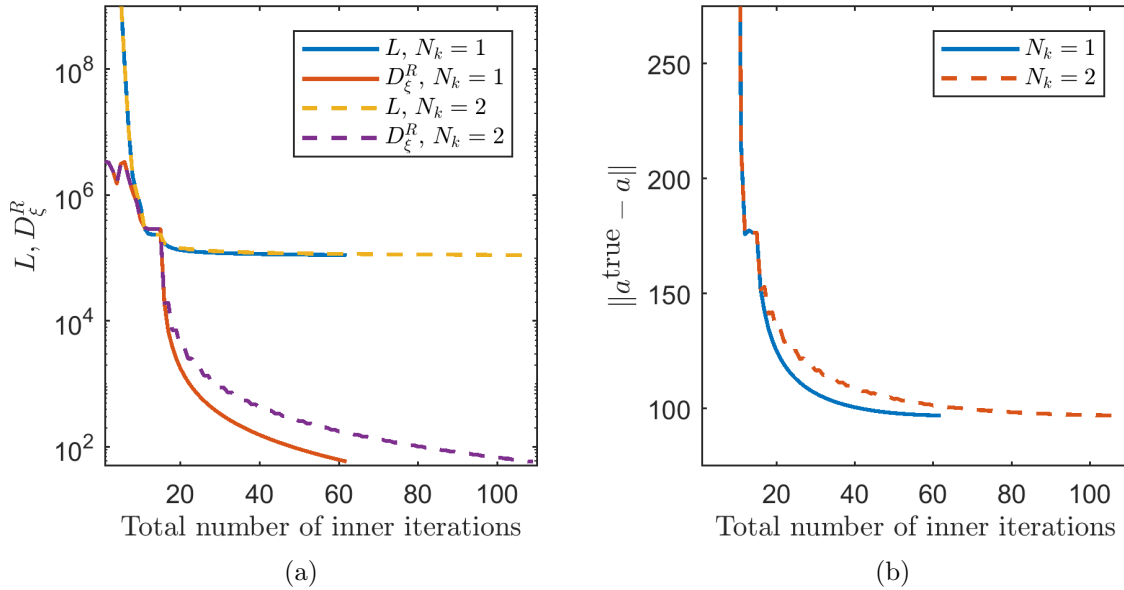 10^8
10^6
10^4
10^2
L, D_ξ^R
L, N_k = 1
D_ξ^R, N_k = 1
L, N_k = 2
D_ξ^R, N_k = 2
20 40 60 80 100
Total number of inner iterations
(a)
250
200
150
100
‖a^true − a‖
N_k = 1
N_k = 2
20 40 60 80 100
Total number of inner iterations
(b)